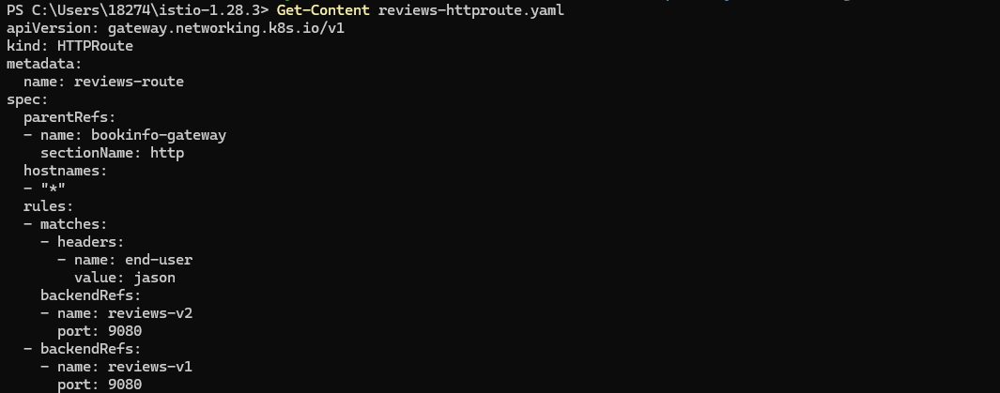 PS C:\Users\18274\istio-1.28.3> Get-Content reviews-httproute.yaml
apiVersion: gateway.networking.k8s.io/v1
kind: HTTPRoute
metadata:
  name: reviews-route
spec:
  parentRefs:
  - name: bookinfo-gateway
    sectionName: http
  hostnames:
  - "*"
  rules:
  - matches:
    - headers:
      - name: end-user
        value: jason
    backendRefs:
    - name: reviews-v2
      port: 9080
  - backendRefs:
    - name: reviews-v1
      port: 9080